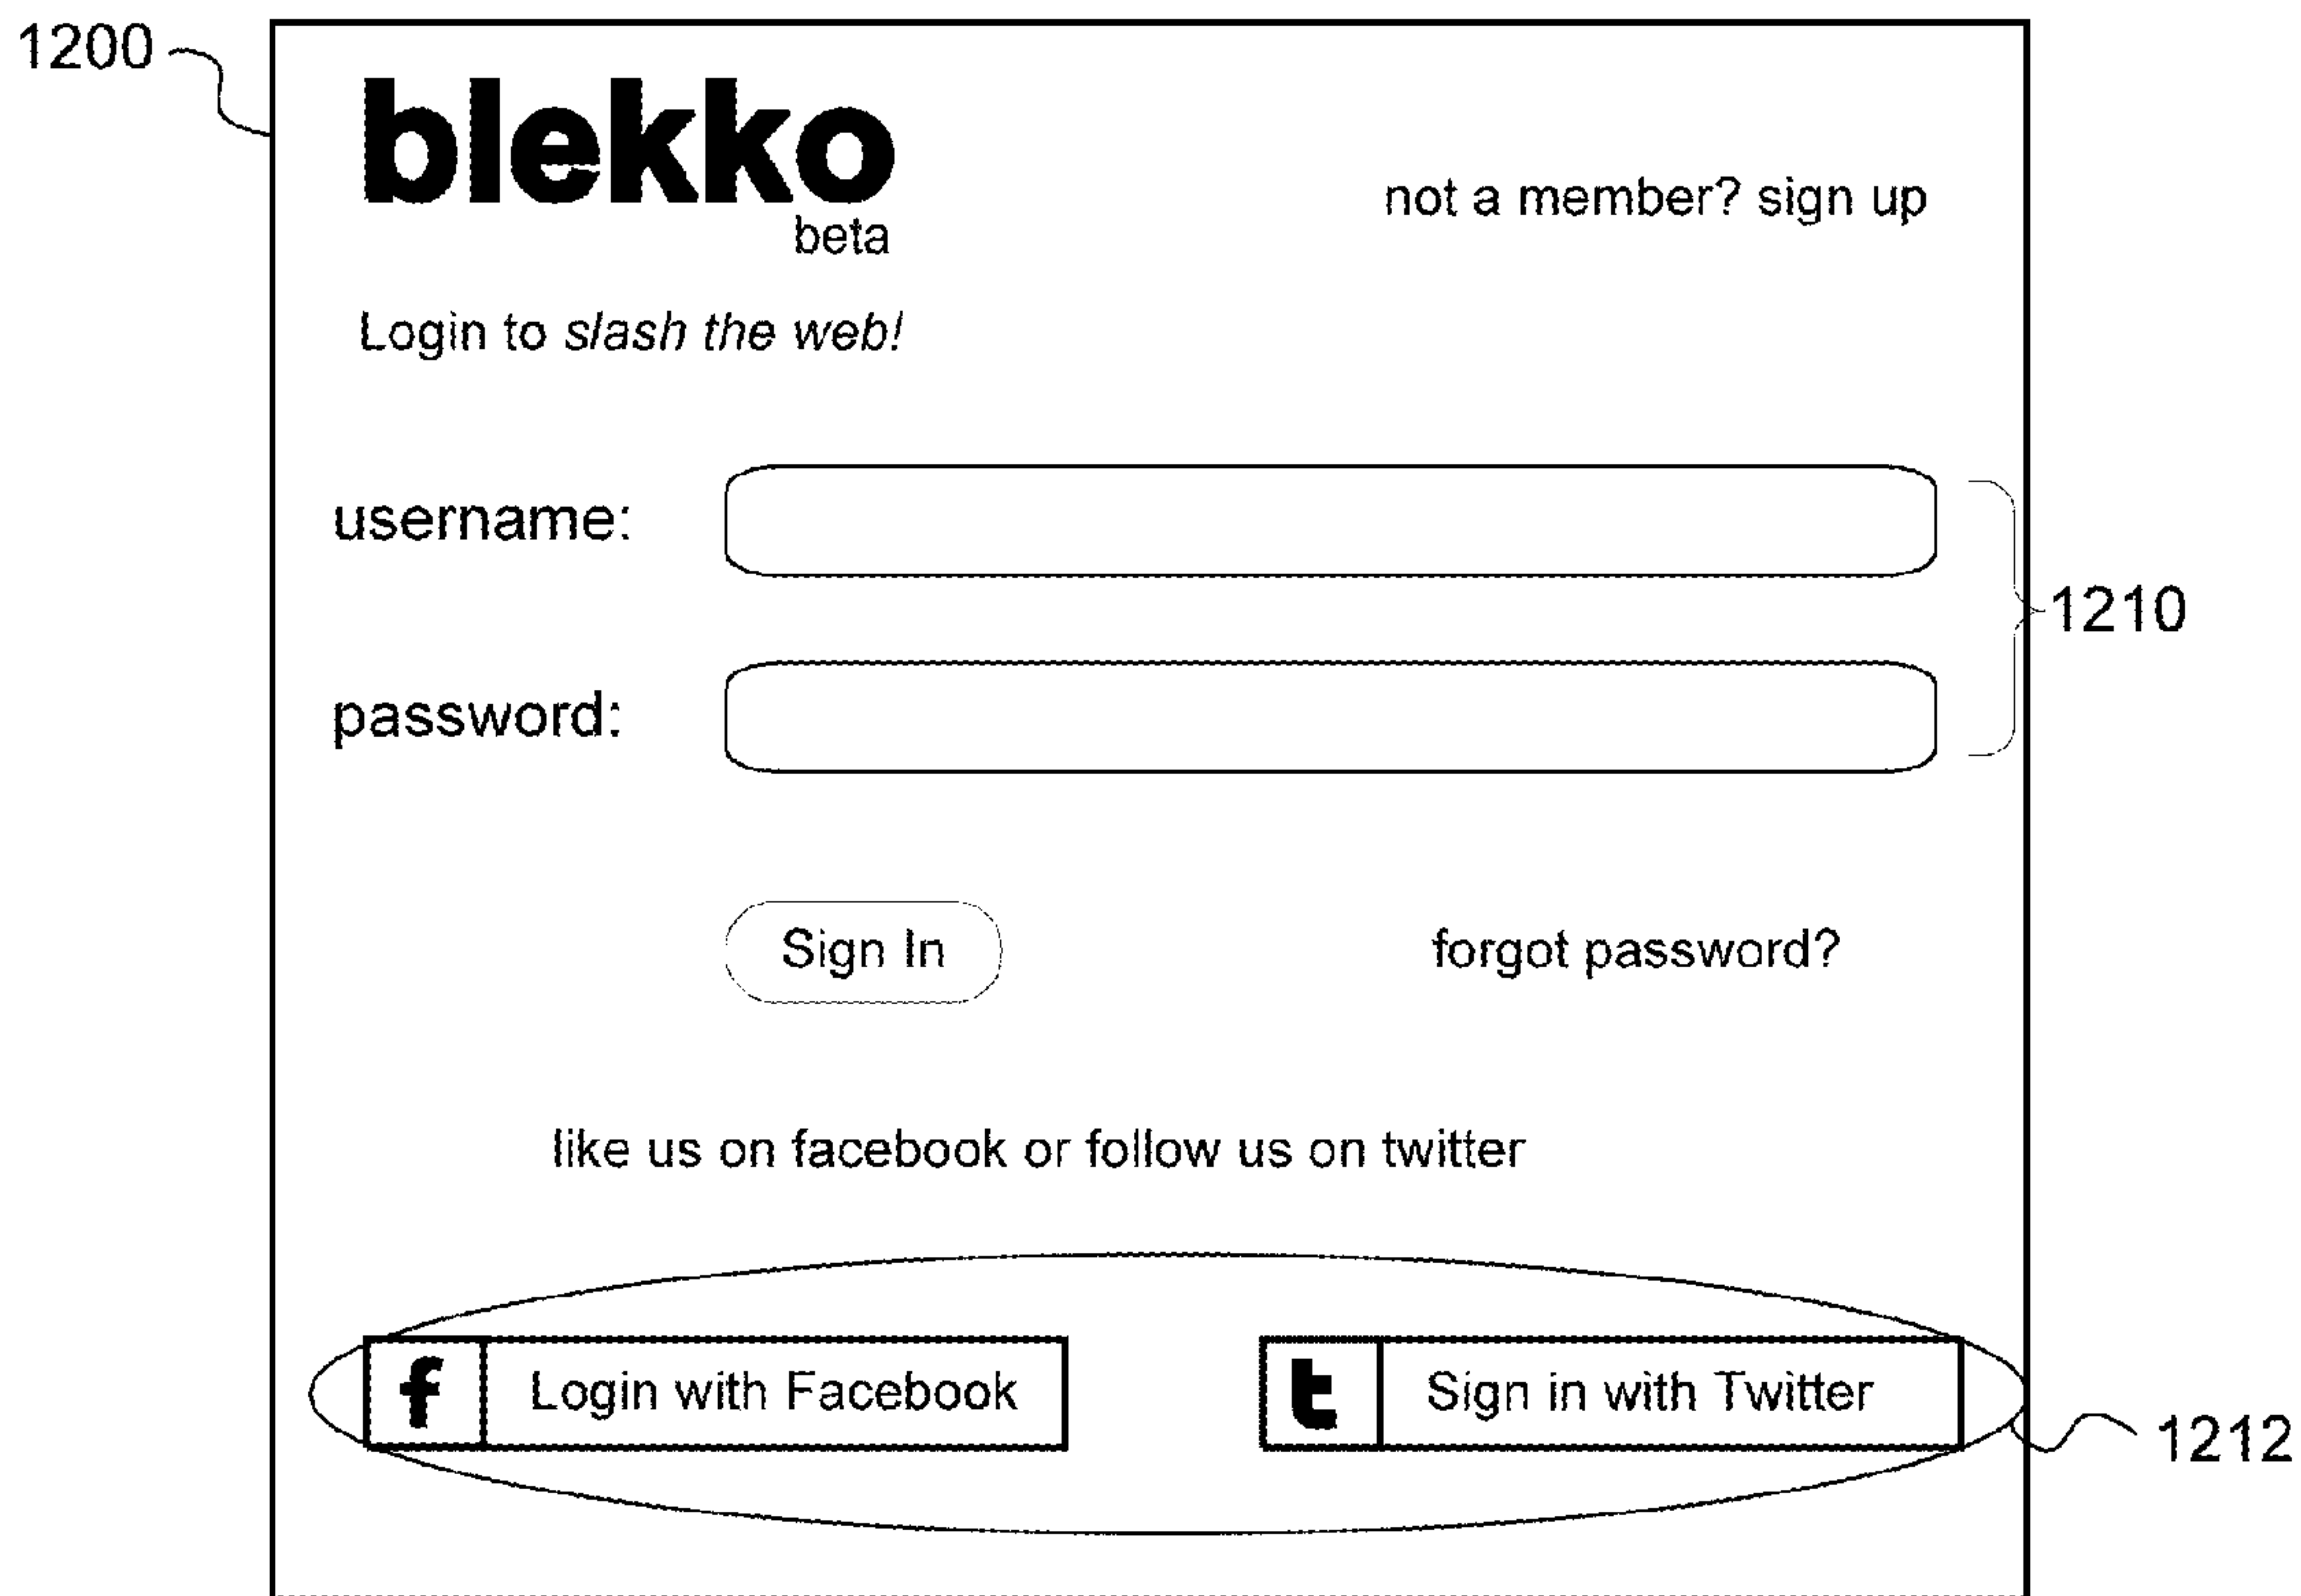 1200
blekko
beta
not a member? sign up
Login to slash the web!
username:
1210
password:
Sign In
forgot password?
like us on facebook or follow us on twitter
f Login with Facebook
t Sign in with Twitter
1212